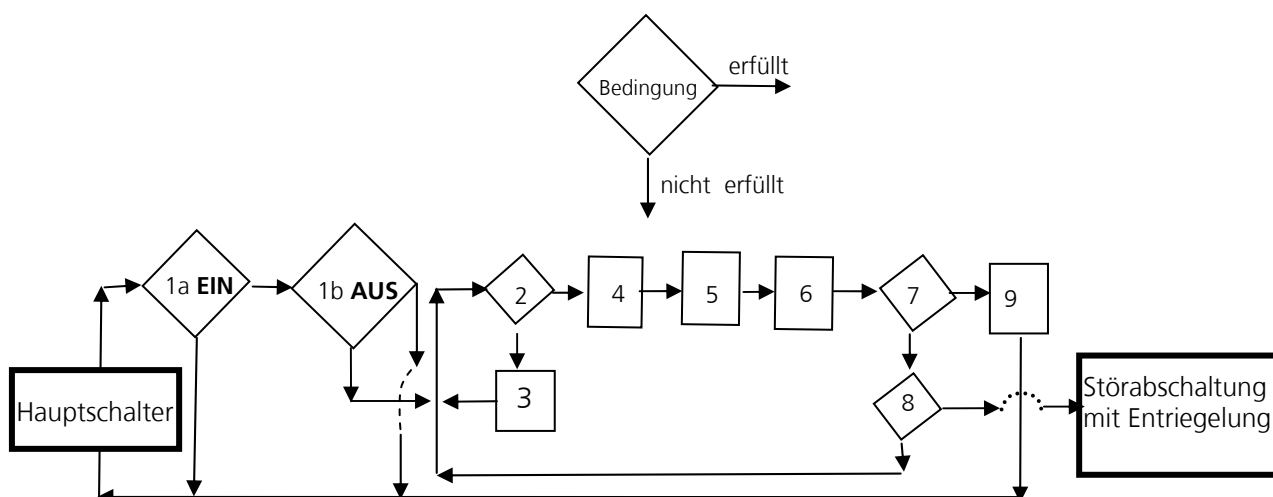 erfüllt
Bedingung
nicht erfüllt
1a EIN
1b AUS
2
4
5
6
7
9
Hauptschalter
3
8
Störabschaltung
mit Entriegelung